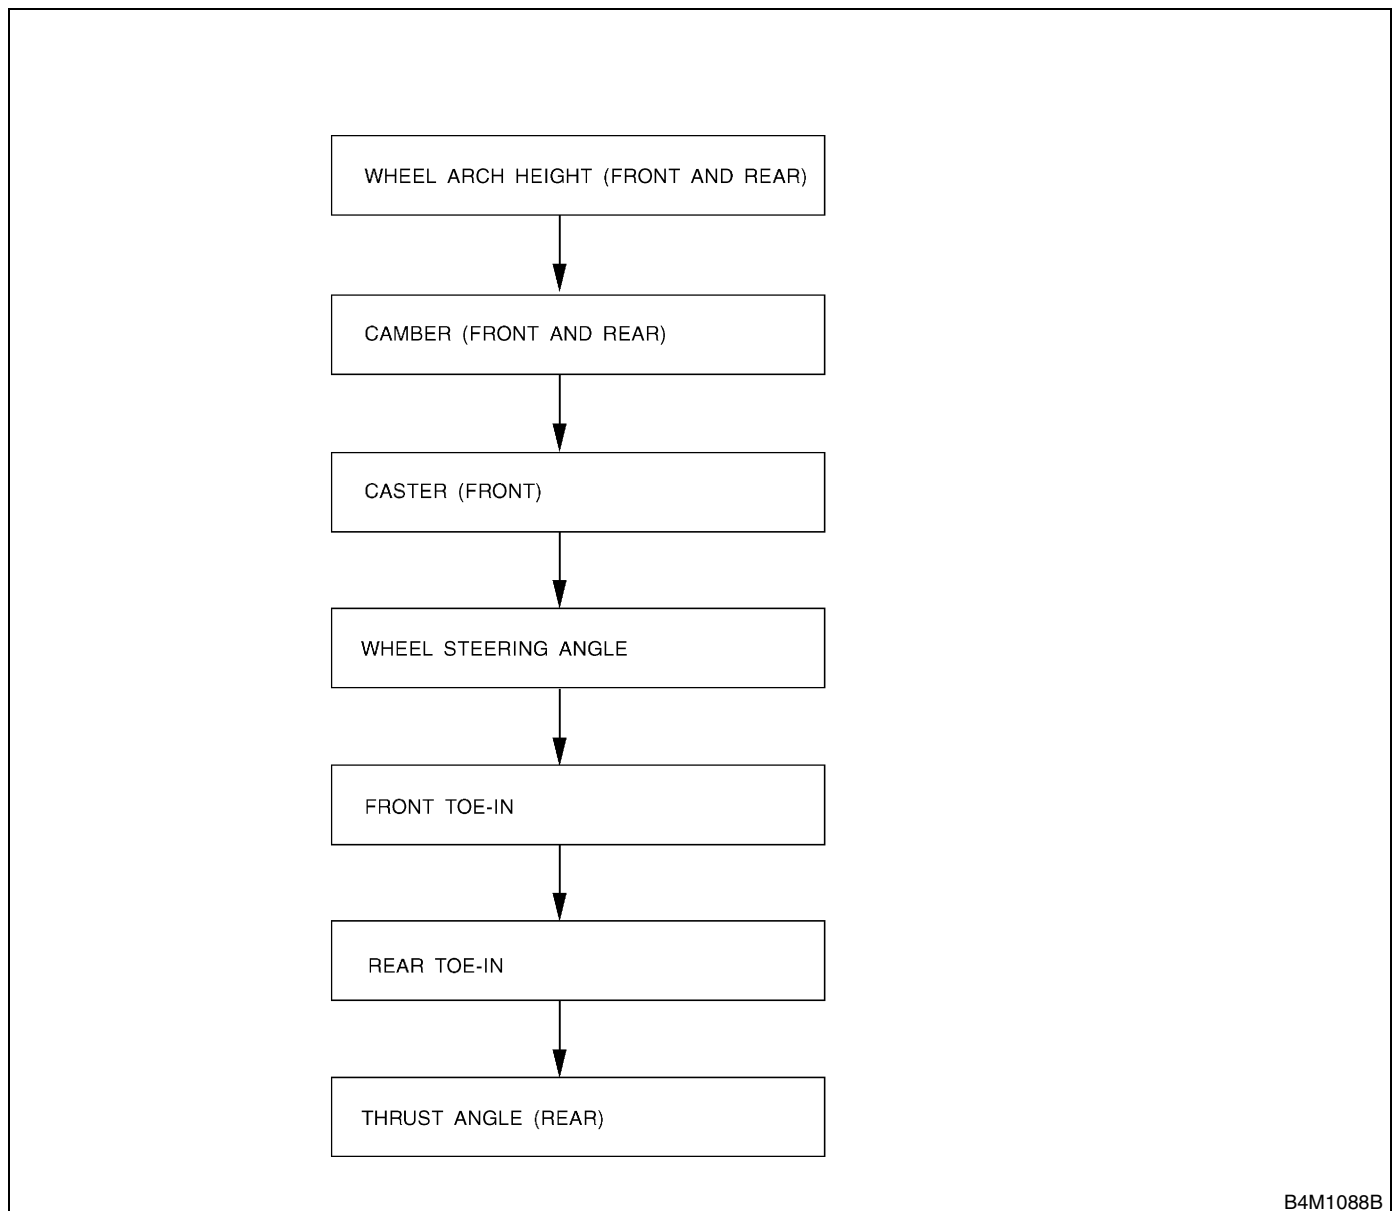 WHEEL ARCH HEIGHT (FRONT AND REAR)
CAMBER (FRONT AND REAR)
CASTER (FRONT)
WHEEL STEERING ANGLE
FRONT TOE-IN
REAR TOE-IN
THRUST ANGLE (REAR)
B4M1088B